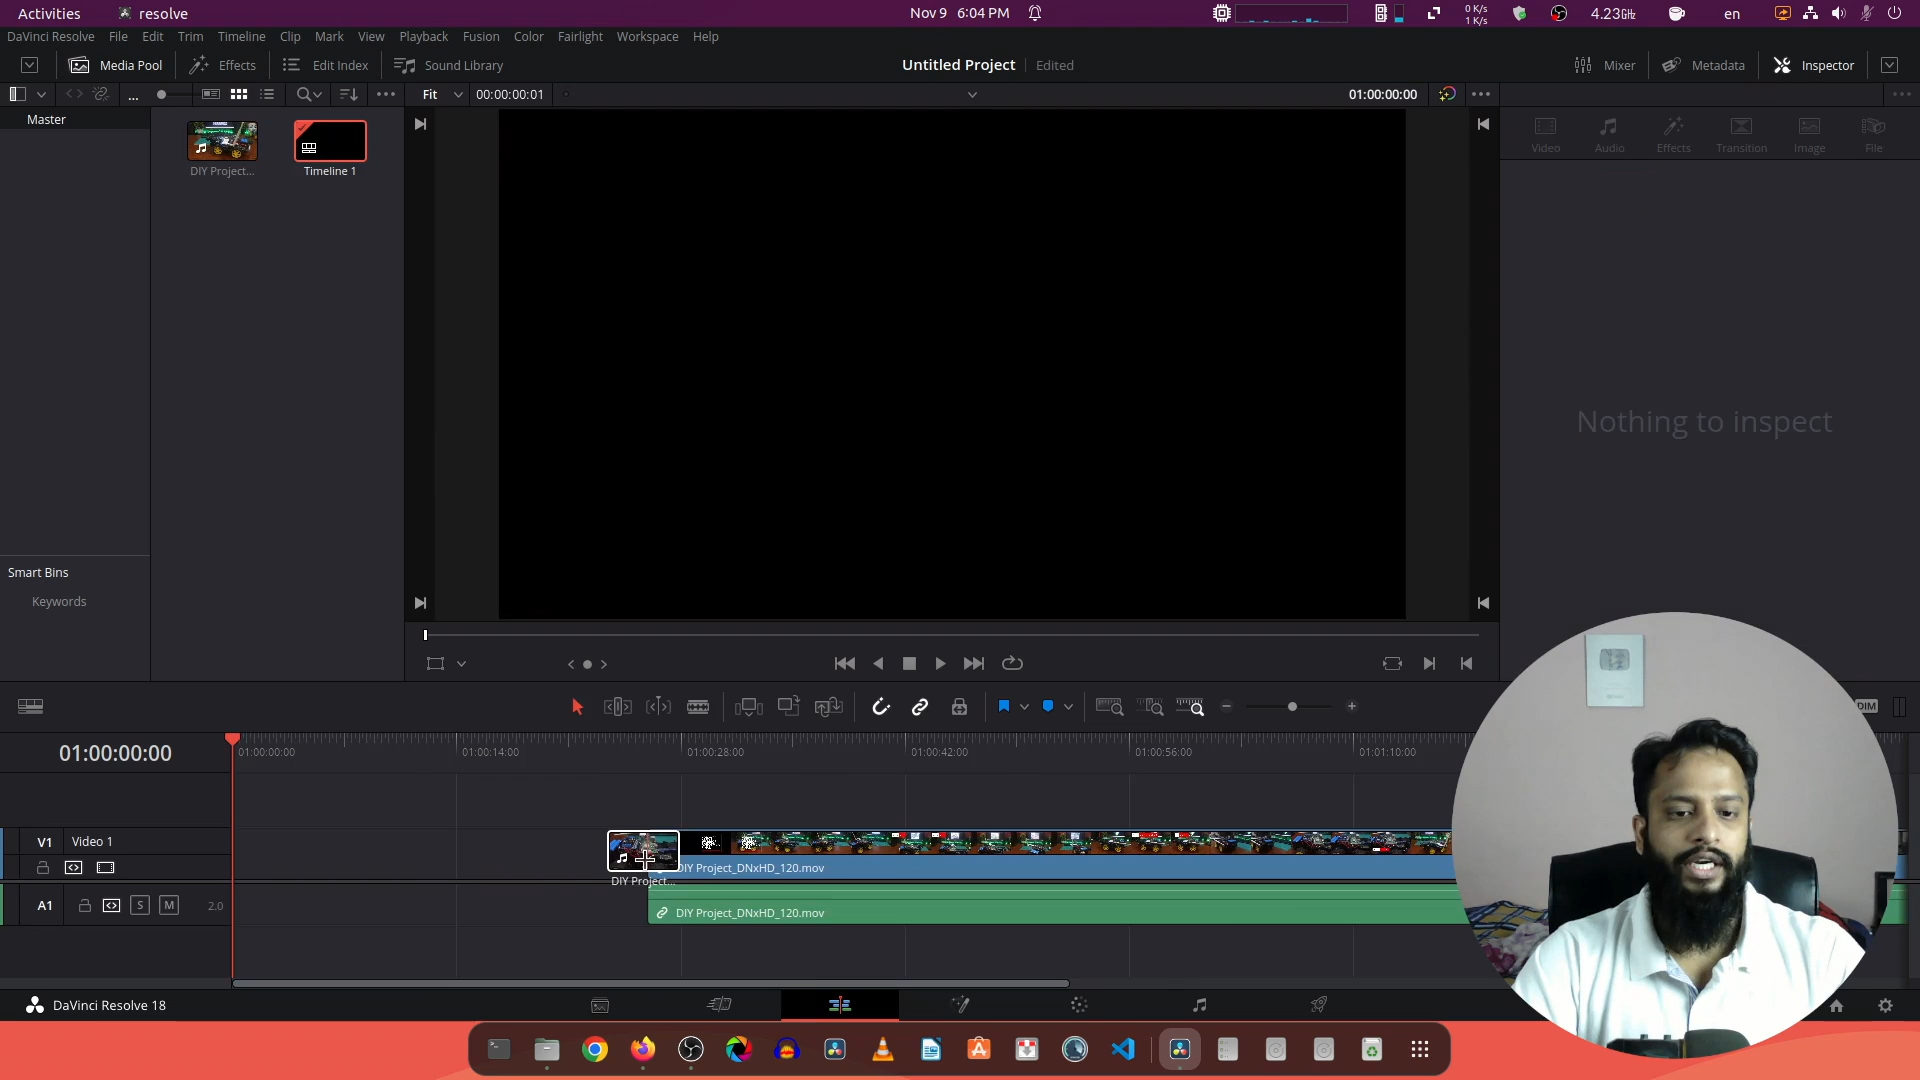 Activities
resolve
Nov 9 6:04 PM
0 K/s
1 K/s
4.23GHz
en
DaVinci Resolve File Edit Trim Timeline Clip Mark View Playback Fusion Color Fairlight Workspace Help
Media Pool Effects Edit Index Sound Library
Untitled Project Edited
Mixer Metadata Inspector
Fit 00:00:00:01
01:00:00:00
Master
DIY Project...
Timeline 1
Video Audio Effects Transition Image File
Nothing to inspect
Smart Bins
Keywords
DIM
01:00:00:00
01:00:00:00 01:00:14:00 01:00:28:00 01:00:42:00 01:00:56:00 01:01:10:00
V1 Video 1
DIY Project_DNxHD_120.mov
DIY Project...
A1 S M 2.0
DIY Project_DNxHD_120.mov
DaVinci Resolve 18